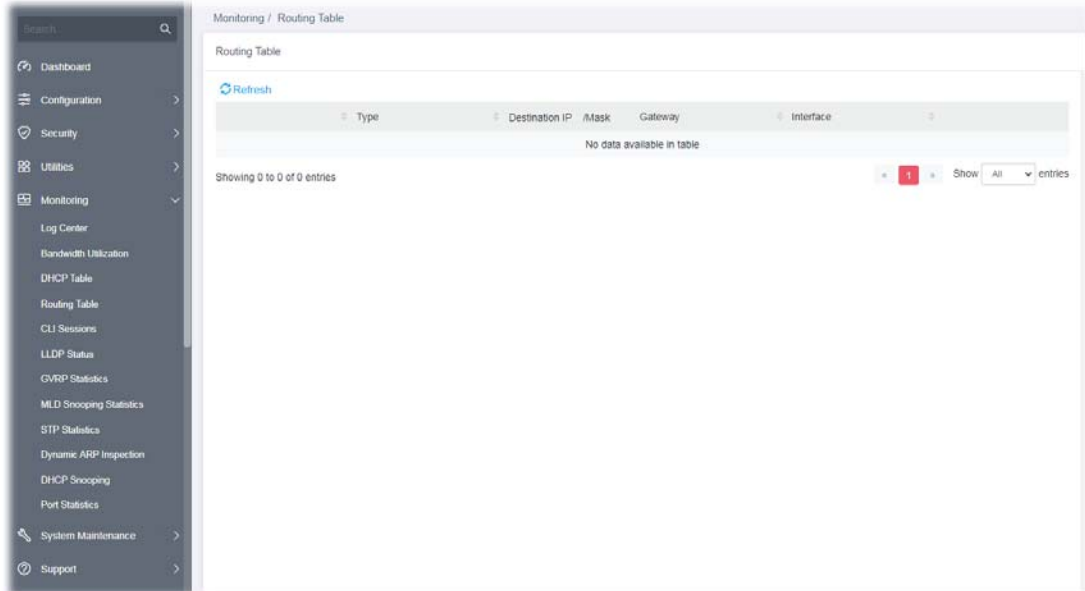 Search
Dashboard
Configuration
Security
Utilities
Monitoring
Log Center
Bandwidth Utilization
DHCP Table
Routing Table
CLI Sessions
LLDP Status
GVRP Statistics
MLD Snooping Statistics
STP Statistics
Dynamic ARP Inspection
DHCP Snooping
Port Statistics
System Maintenance
Support
Monitoring / Routing Table
Routing Table
Refresh
Type Destination IP /Mask Gateway Interface
No data available in table
Showing 0 to 0 of 0 entries « 1 » Show All entries